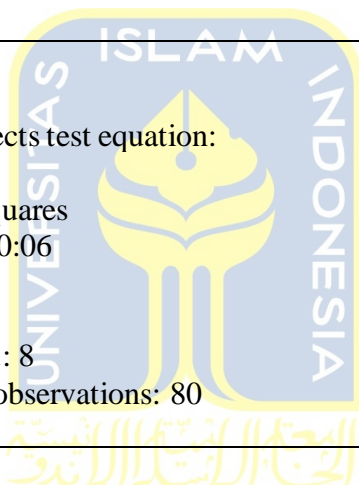 ISLAM
UNIVERSITAS
INDONESIA
ects test equation:
uares
0:06
: 8
observations: 80